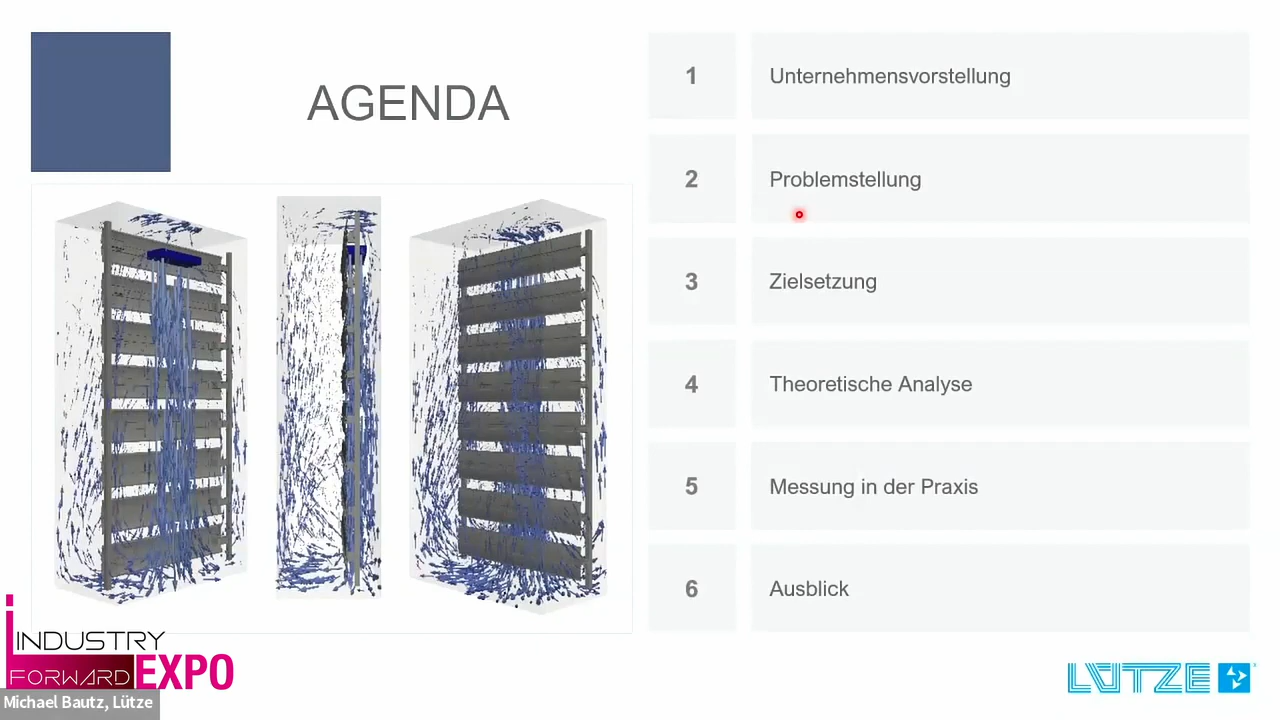 AGENDA
1 Unternehmensvorstellung
2 Problemstellung
3 Zielsetzung
4 Theoretische Analyse
5 Messung in der Praxis
6 Ausblick
INDUSTRY
FORWARD EXPO
Michael Bautz, Lütze
LÜTZE